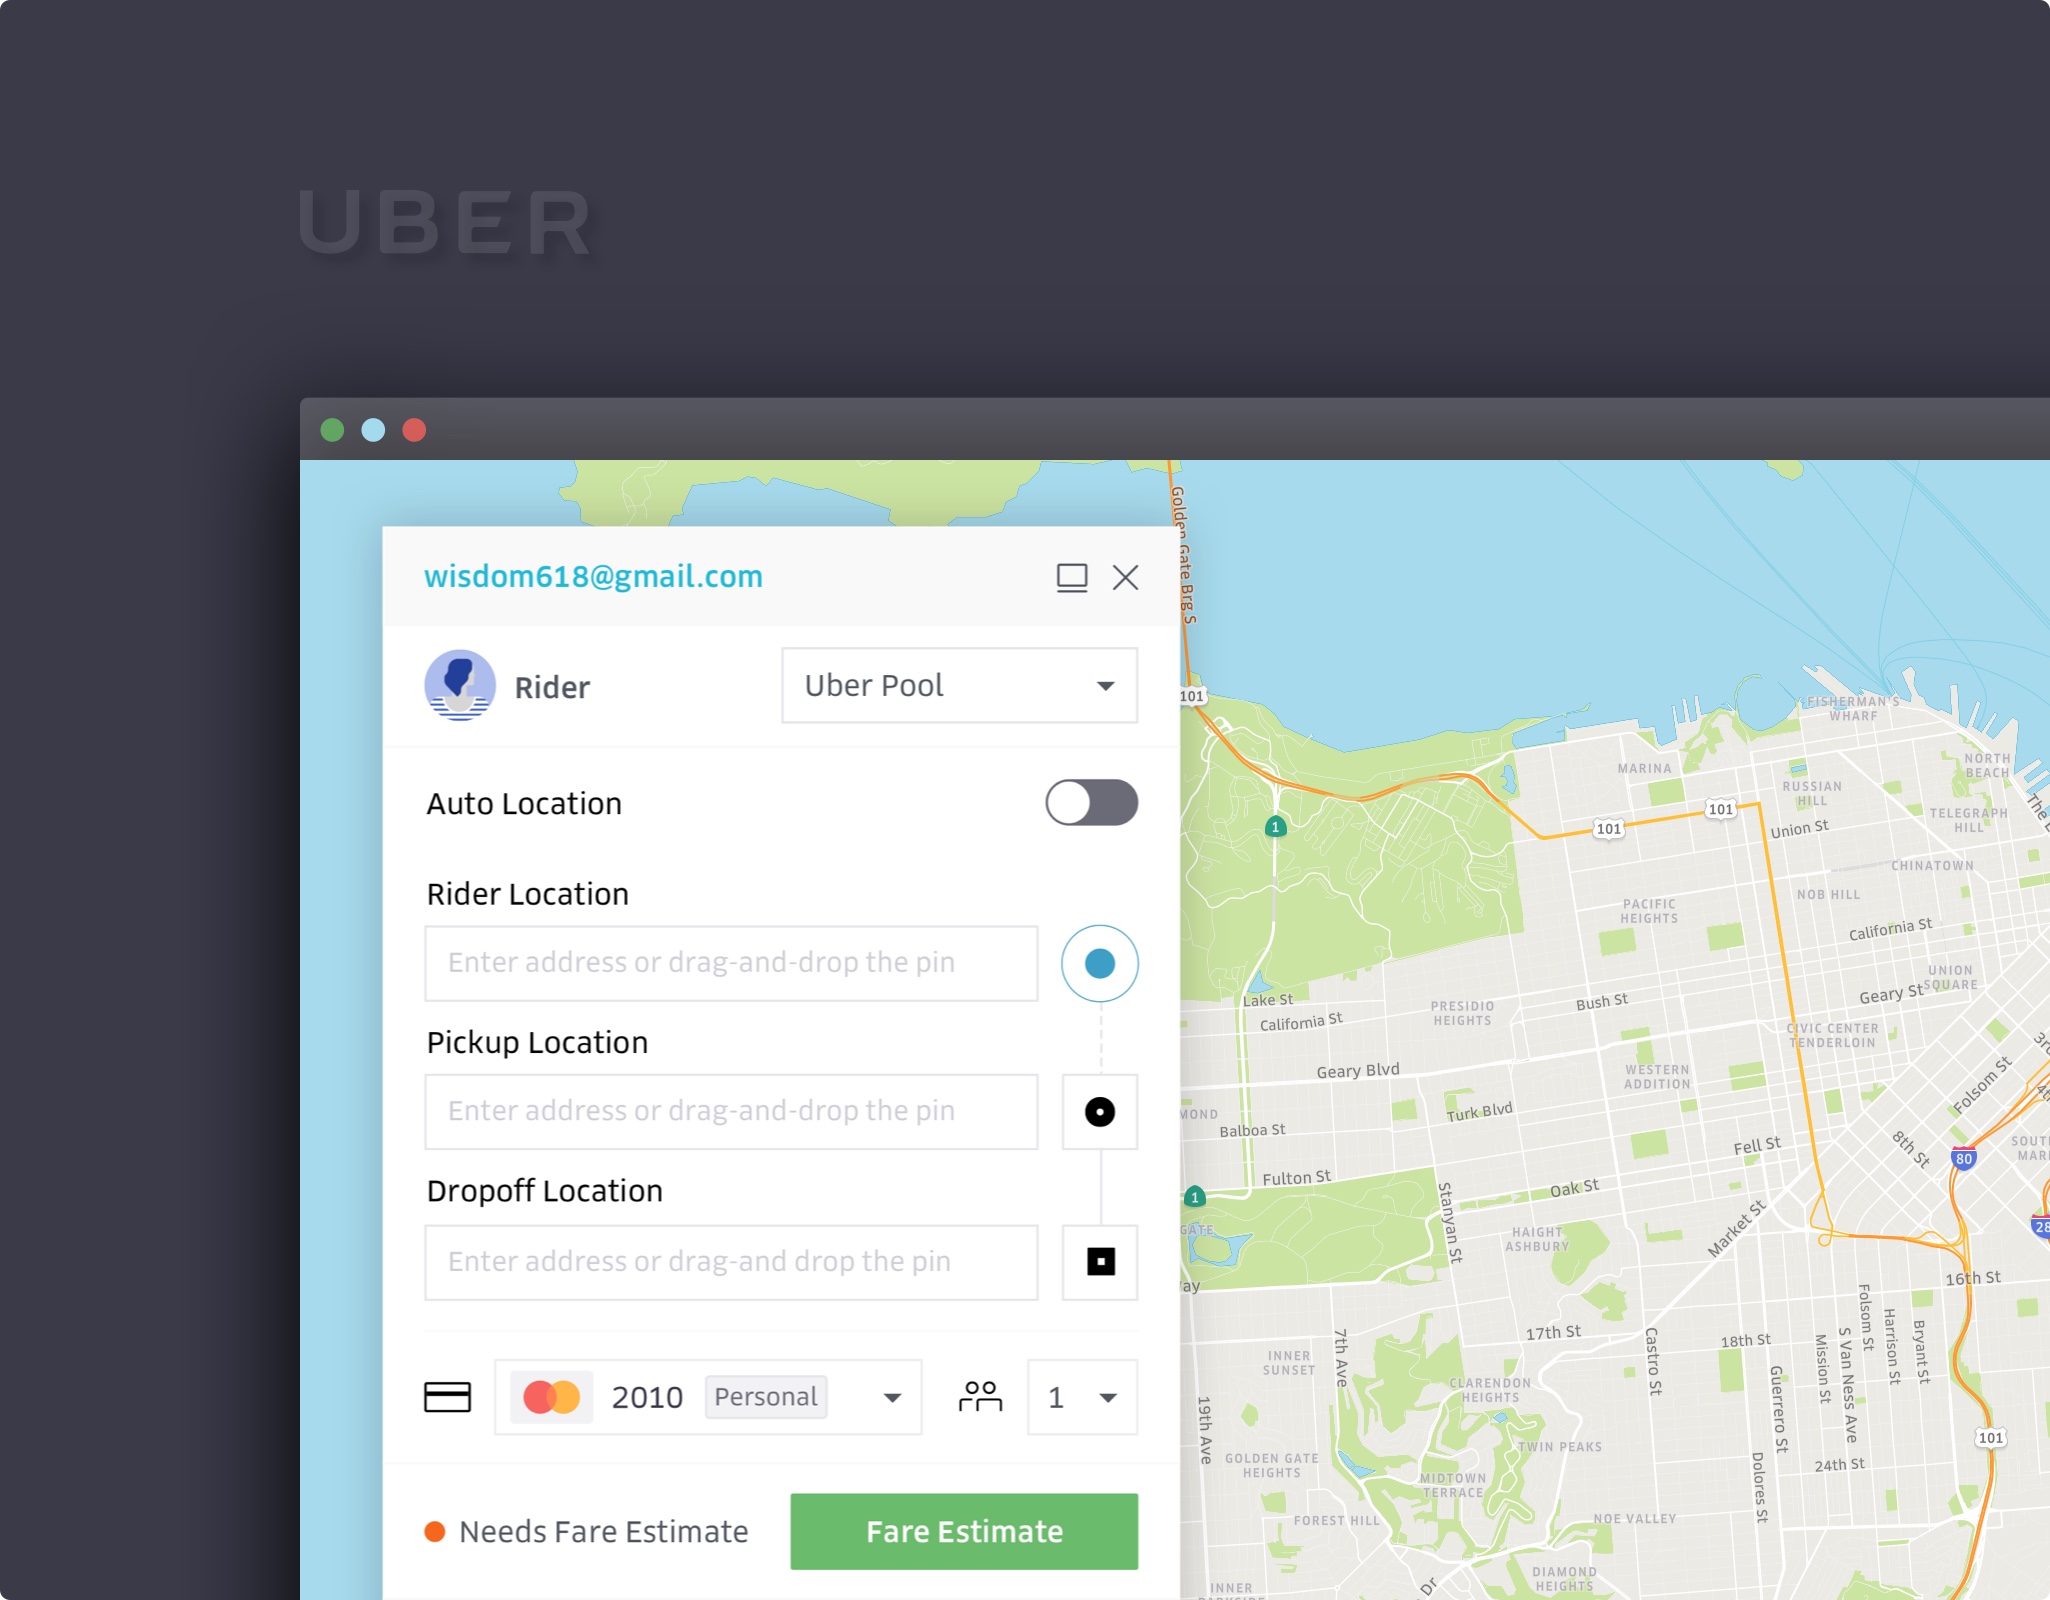 UBER
wisdom618@gmail.com
Rider
Uber Pool
Auto Location
Rider Location
Enter address or drag-and-drop the pin
Pickup Location
Enter address or drag-and-drop the pin
Dropoff Location
Enter address or drag-and drop the pin
2010
Personal
1
Needs Fare Estimate
Fare Estimate
Golden Gate Brg S
101
FISHERMAN'S
WHARF
NORTH
BEACH
MARINA
RUSSIAN
HILL
TELEGRAPH
HILL
101
101
1
Union St
CHINATOWN
NOB HILL
PACIFIC
HEIGHTS
California St
UNION
SQUARE
Geary St
Lake St
California St
PRESIDIO
HEIGHTS
Bush St
CIVIC CENTER
TENDERLOIN
Geary Blvd
WESTERN
ADDITION
Folsom St
MOND
Turk Blvd
Balboa St
Fell St
8th St
80
SOUTH
MAR
Fulton St
Oak St
Stanyan St
1
GATE
HAIGHT
ASHBURY
Market St
28
ay
16th St
17th St
18th St
7th Ave
Castro St
INNER
SUNSET
CLARENDON
HEIGHTS
Folsom St
Harrison St
Bryant St
Mission St
S Van Ness Ave
Guerrero St
19th Ave
101
TWIN PEAKS
GOLDEN GATE
HEIGHTS
MIDTOWN
TERRACE
24th St
Dolores St
FOREST HILL
NOE VALLEY
DIAMOND
HEIGHTS
Dr
INNER